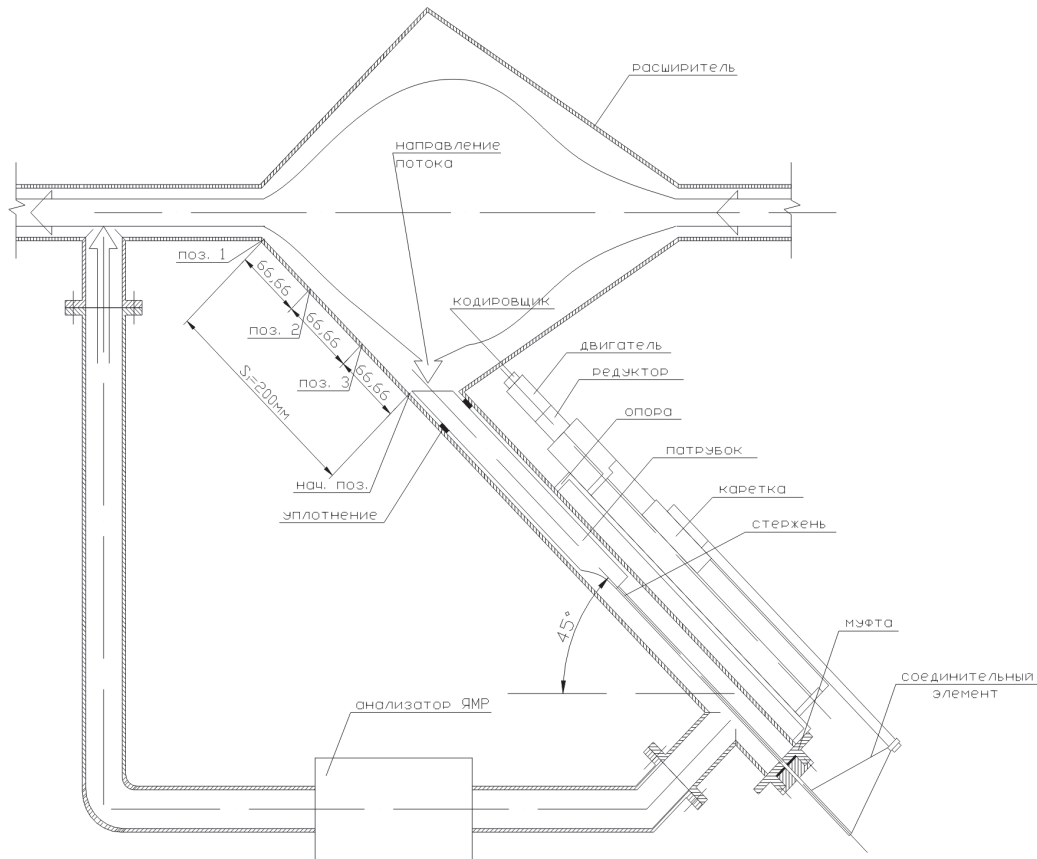 расширитель
направление
потока
поз. 1
66,66
кодировщик
поз. 2
66,66
двигатель
поз. 3
66,66
редуктор
S₁=200мм
опора
патрубок
нач. поз.
каретка
уплотнение
стержень
45°
муфта
соединительный
элемент
анализатор ЯМР